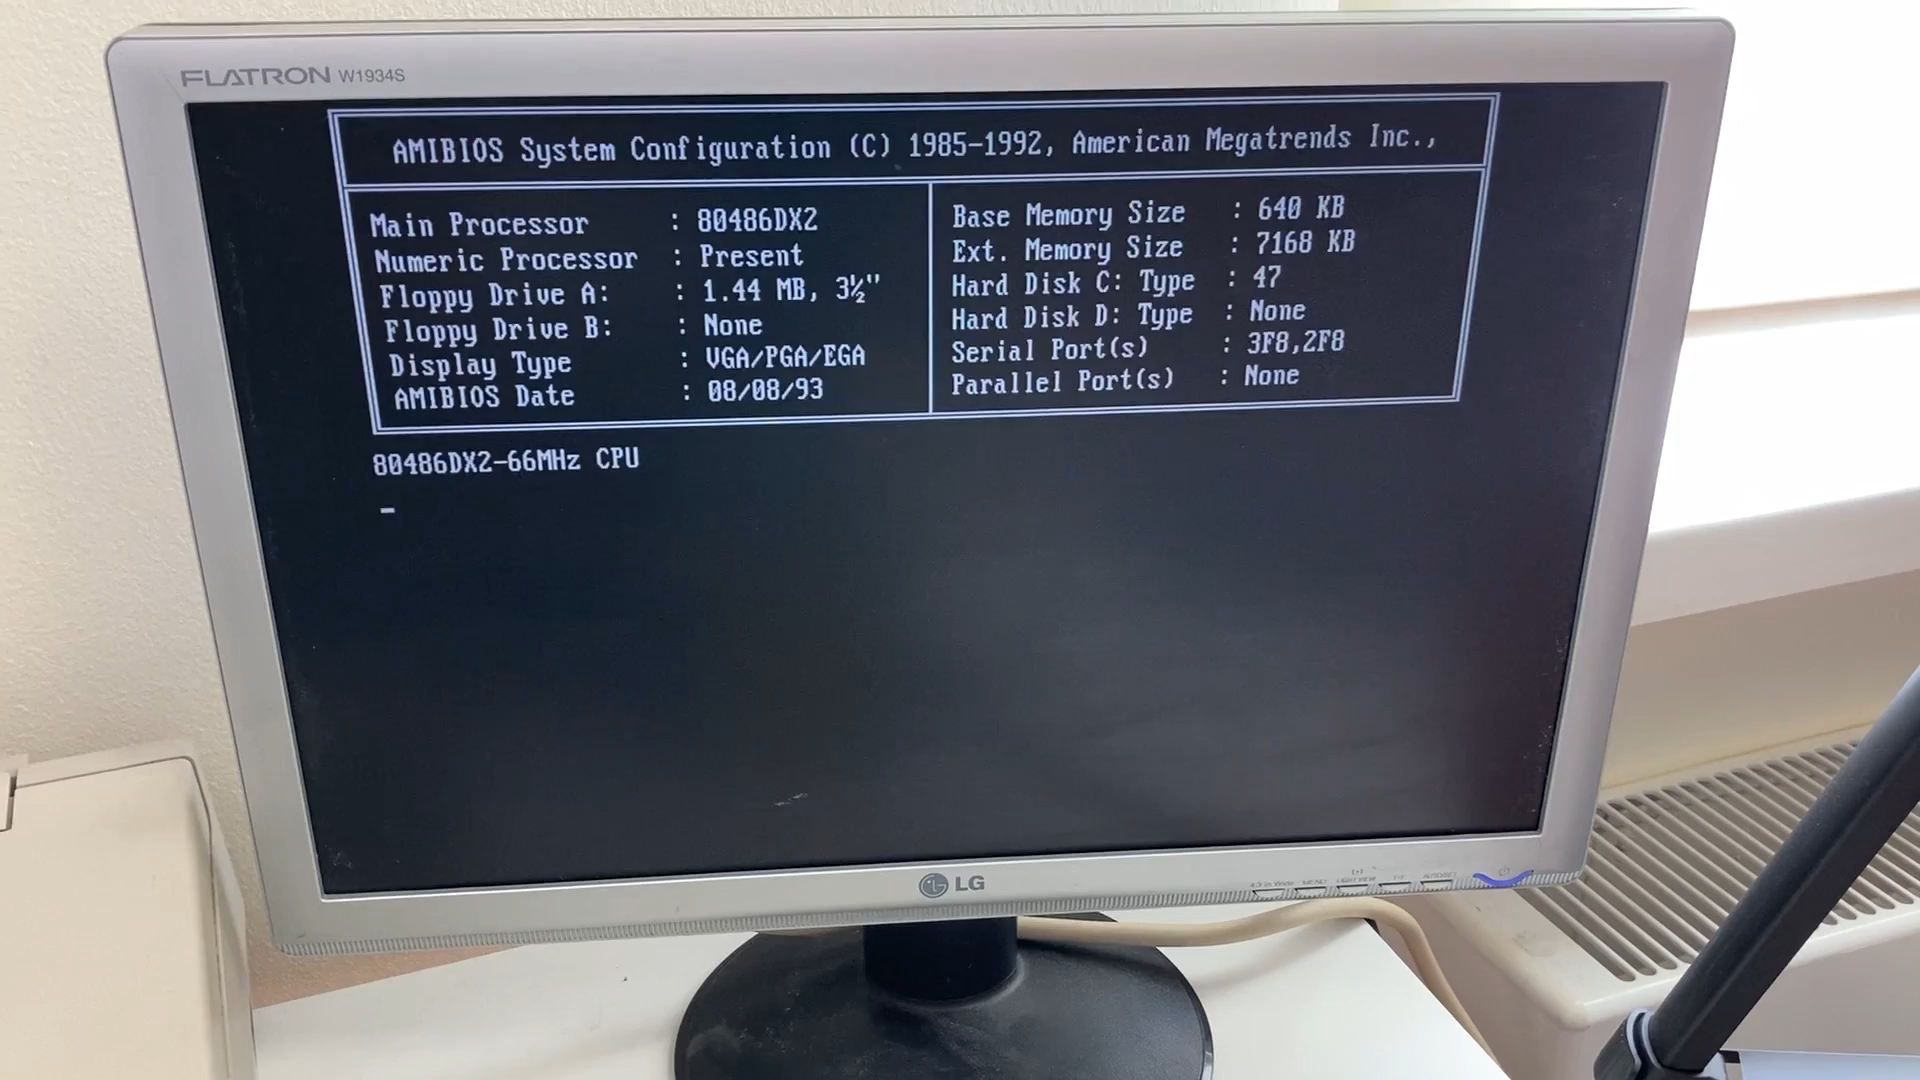 FLATRON W1934S
AMIBIOS System Configuration (C) 1985-1992, American Megatrends Inc.,
Main Processor : 80486DX2
Numeric Processor : Present
Floppy Drive A: : 1.44 MB, 3½"
Floppy Drive B: : None
Display Type : VGA/PGA/EGA
AMIBIOS Date : 08/08/93
Base Memory Size : 640 KB
Ext. Memory Size : 7168 KB
Hard Disk C: Type : 47
Hard Disk D: Type : None
Serial Port(s) : 3F8,2F8
Parallel Port(s) : None
80486DX2-66MHz CPU
_
LG